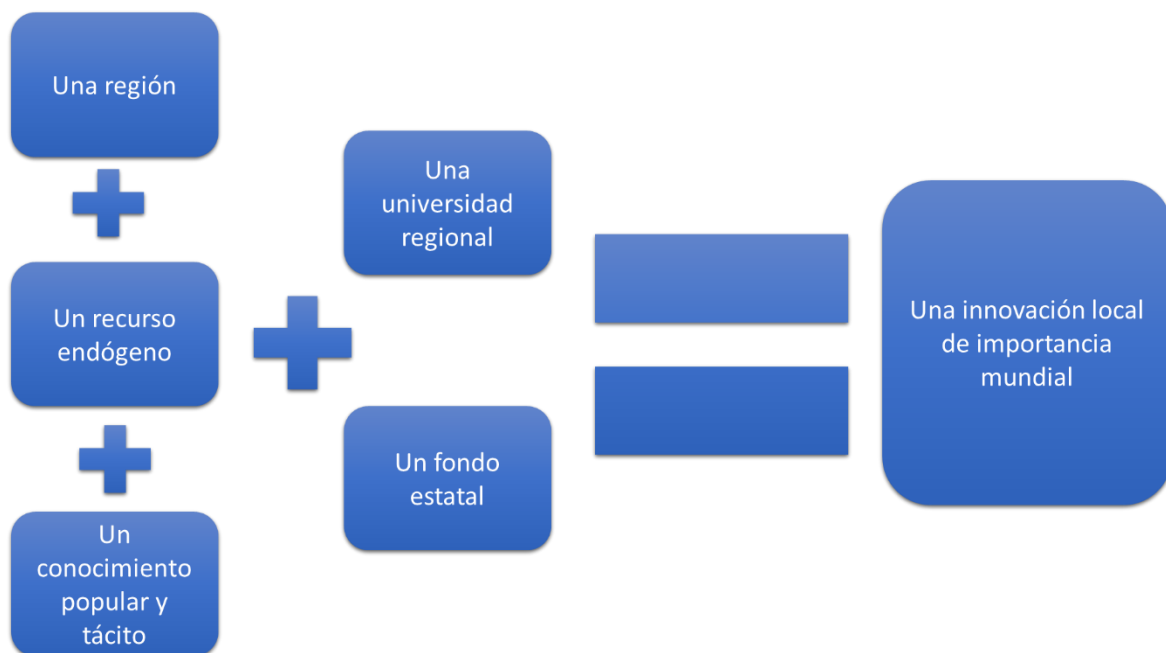 Una región
Un recurso
endógeno
Un
conocimiento
popular y
tácito
Una
universidad
regional
Un fondo
estatal
Una innovación local
de importancia
mundial